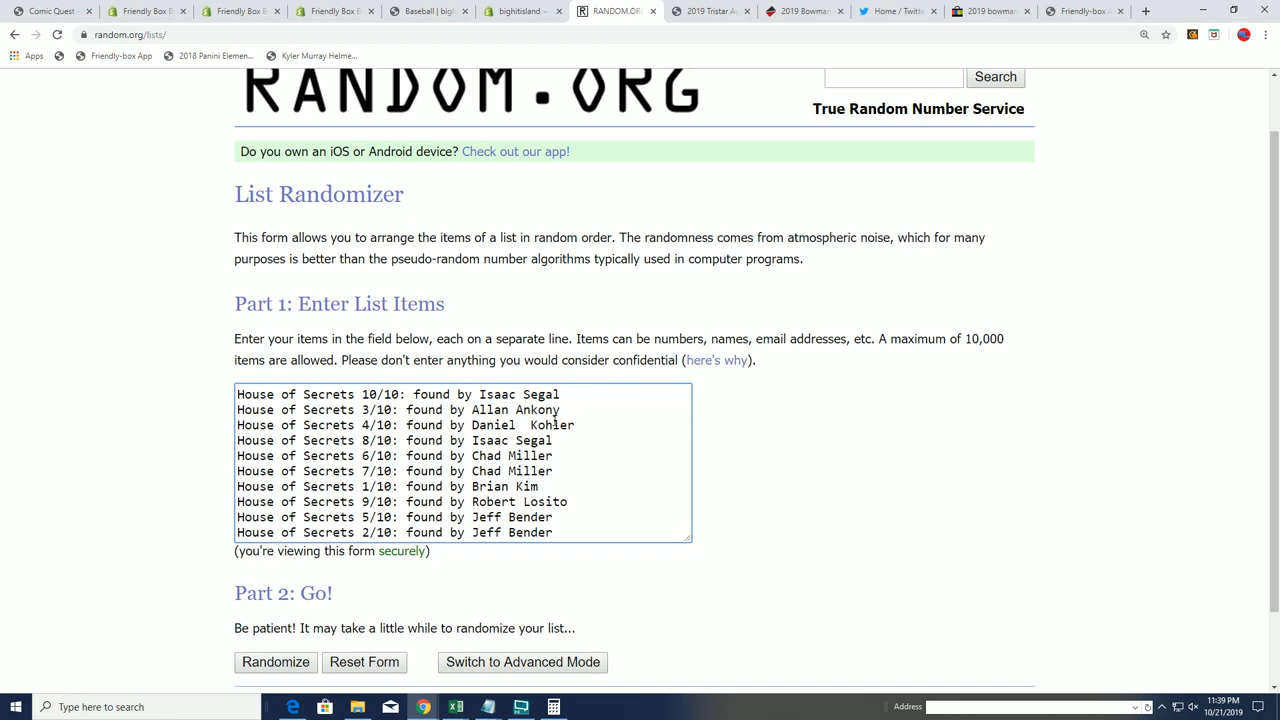 Comic Quest -
Friendly Box B
Friendly Box B
Friendly Box B
Baseball | bigh
bighitisland –
RANDOM.OR
2019 Tristar Au
2019 Bowman
Home / Twitte
2019 bowman
Friendly-box A
random.org/lists/
Apps
Friendly-box App
2018 Panini Elemen...
Kyler Murray Helme...
RANDOM.ORG
Search
True Random Number Service
Do you own an iOS or Android device? Check out our app!
List Randomizer
This form allows you to arrange the items of a list in random order. The randomness comes from atmospheric noise, which for many
purposes is better than the pseudo-random number algorithms typically used in computer programs.
Part 1: Enter List Items
Enter your items in the field below, each on a separate line. Items can be numbers, names, email addresses, etc. A maximum of 10,000
items are allowed. Please don't enter anything you would consider confidential (here's why).
House of Secrets 10/10: found by Isaac Segal
House of Secrets 3/10: found by Allan Ankony
House of Secrets 4/10: found by Daniel  Kohler
House of Secrets 8/10: found by Isaac Segal
House of Secrets 6/10: found by Chad Miller
House of Secrets 7/10: found by Chad Miller
House of Secrets 1/10: found by Brian Kim
House of Secrets 9/10: found by Robert Losito
House of Secrets 5/10: found by Jeff Bender
House of Secrets 2/10: found by Jeff Bender
(you're viewing this form securely)
Part 2: Go!
Be patient! It may take a little while to randomize your list...
Randomize
Reset Form
Switch to Advanced Mode
Type here to search
Address
11:39 PM
10/21/2019